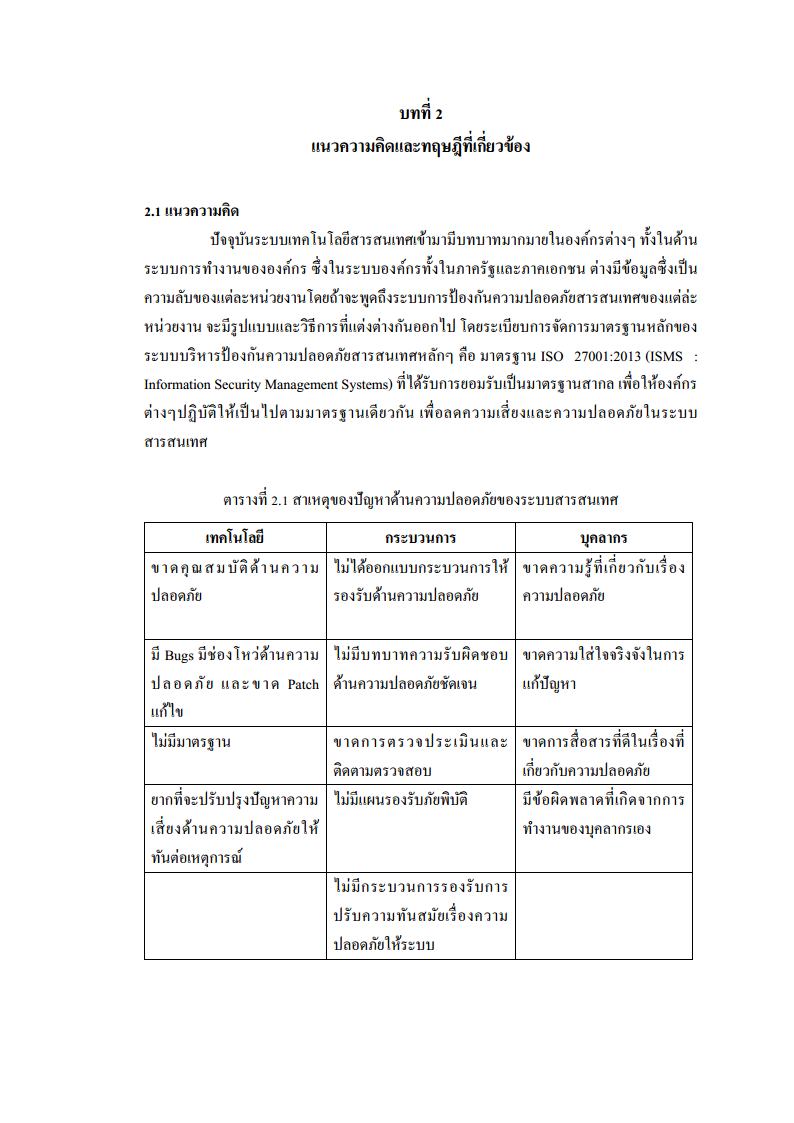 บทที่ 2
แนวความคิดและทฤษฎีที่เกี่ยวข้อง
2.1 แนวความคิด
ปัจจุบันระบบเทคโนโลยีสารสนเทศเข้ามามีบทบาทมากมายในองค์กรต่างๆ ทั้งในด้าน
ระบบการทำงานขององค์กร ซึ่งในระบบองค์กรทั้งในภาครัฐและภาคเอกชน ต่างมีข้อมูลซึ่งเป็น
ความลับของแต่ละหน่วยงานโดยถ้าจะพูดถึงระบบการป้องกันความปลอดภัยสารสนเทศของแต่ล่ะ
หน่วยงาน จะมีรูปแบบและวิธีการที่แต่งต่างกันออกไป โดยระเบียบการจัดการมาตรฐานหลักของ
ระบบบริหารป้องกันความปลอดภัยสารสนเทศหลักๆ คือ มาตรฐาน ISO 27001:2013 (ISMS :
Information Security Management Systems) ที่ได้รับการยอมรับเป็นมาตรฐานสากล เพื่อให้องค์กร
ต่างๆปฏิบัติให้เป็นไปตามมาตรฐานเดียวกัน เพื่อลดความเสี่ยงและความปลอดภัยในระบบ
สารสนเทศ
ตารางที่ 2.1 สาเหตุของปัญหาด้านความปลอดภัยของระบบสารสนเทศ
เทคโนโลยี กระบวนการ บุคลากร
ขาดคุณสมบัติด้านความ ไม่ได้ออกแบบกระบวนการให้ ขาดความรู้ที่เกี่ยวกับเรื่อง
ปลอดภัย รองรับด้านความปลอดภัย ความปลอดภัย
มี Bugs มีช่องโหว่ด้านความ ไม่มีบทบาทความรับผิดชอบ ขาดความใส่ใจจริงจังในการ
ปลอดภัย และขาด Patch ด้านความปลอดภัยชัดเจน แก้ปัญหา
แก้ไข
ไม่มีมาตรฐาน ขาดการตรวจประเมินและ ขาดการสื่อสารที่ดีในเรื่องที่
ติดตามตรวจสอบ เกี่ยวกับความปลอดภัย
ยากที่จะปรับปรุงปัญหาความ ไม่มีแผนรองรับภัยพิบัติ มีข้อผิดพลาดที่เกิดจากการ
เสี่ยงด้านความปลอดภัยให้ ทำงานของบุคลากรเอง
ทันต่อเหตุการณ์
ไม่มีกระบวนการรองรับการ
ปรับความทันสมัยเรื่องความ
ปลอดภัยให้ระบบ